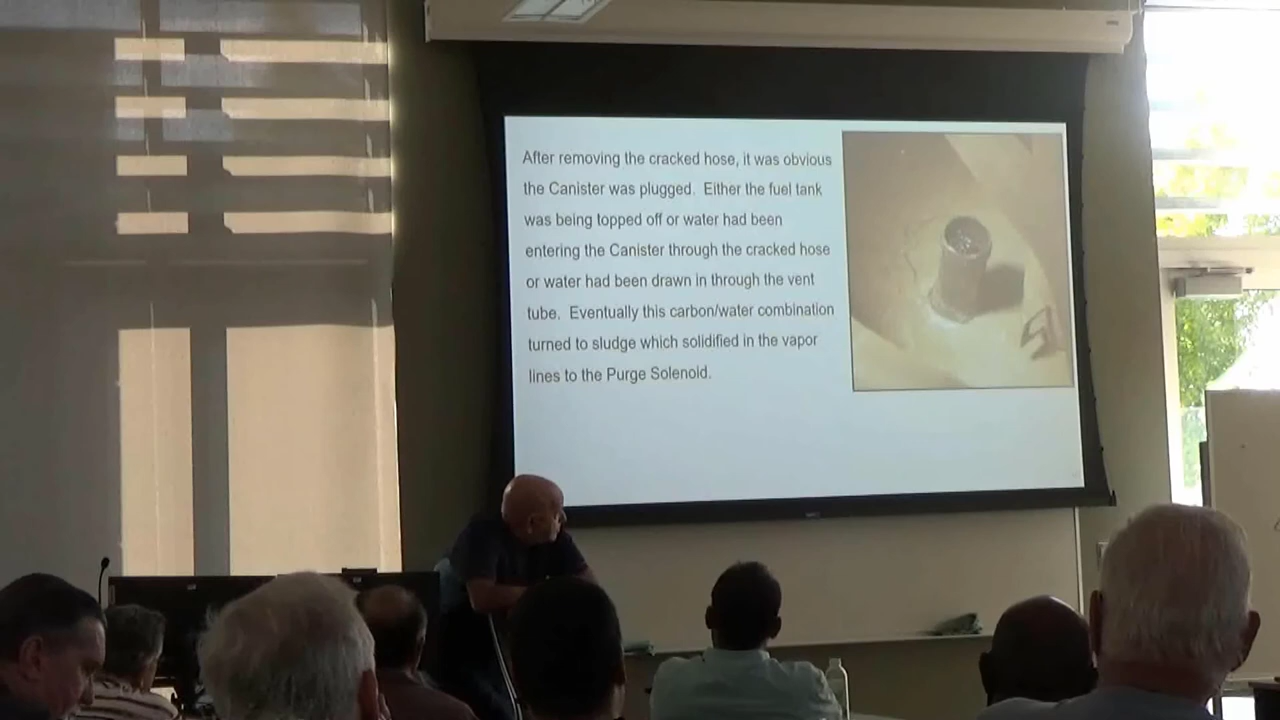 After removing the cracked hose, it was obvious
the Canister was plugged.  Either the fuel tank
was being topped off or water had been
entering the Canister through the cracked hose
or water had been drawn in through the vent
tube.  Eventually this carbon/water combination
turned to sludge which solidified in the vapor
lines to the Purge Solenoid.